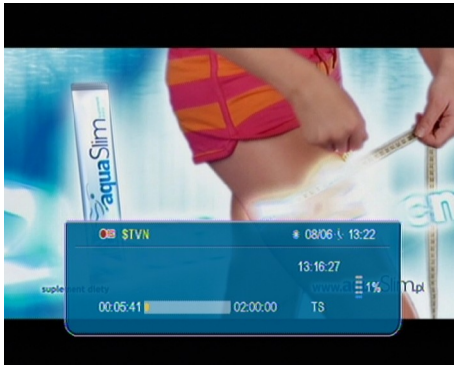 aquaSlim
$TVN 08/06 13:22
13:16:27
suplement diety www.aquaSlim.pl
1%
00:05:41 02:00:00 TS